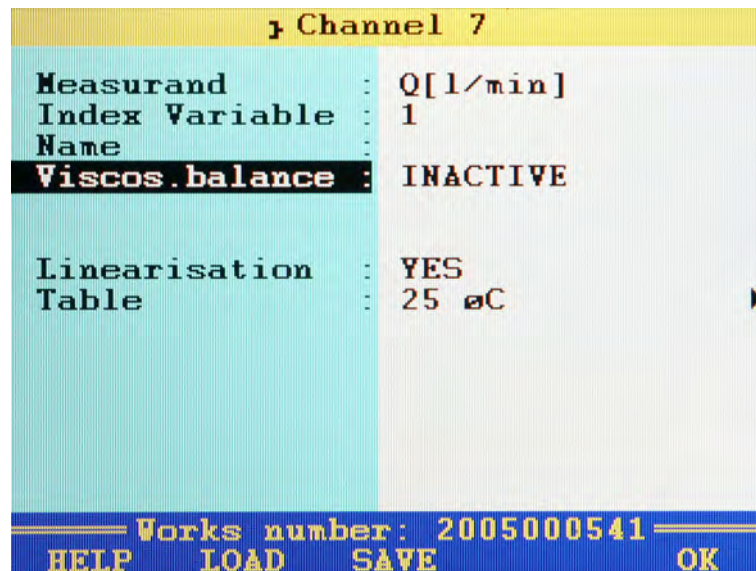 Channel 7
Measurand : Q[l/min]
Index Variable : 1
Name :
Viscos.balance : INACTIVE
Linearisation : YES
Table : 25 øC
Works number: 2005000541
HELP LOAD SAVE OK